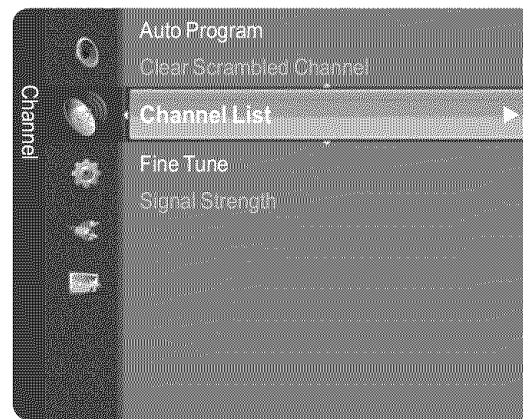 Channel
Auto Program
Clear Scrambled Channel
Channel List
Fine Tune
Signal Strength